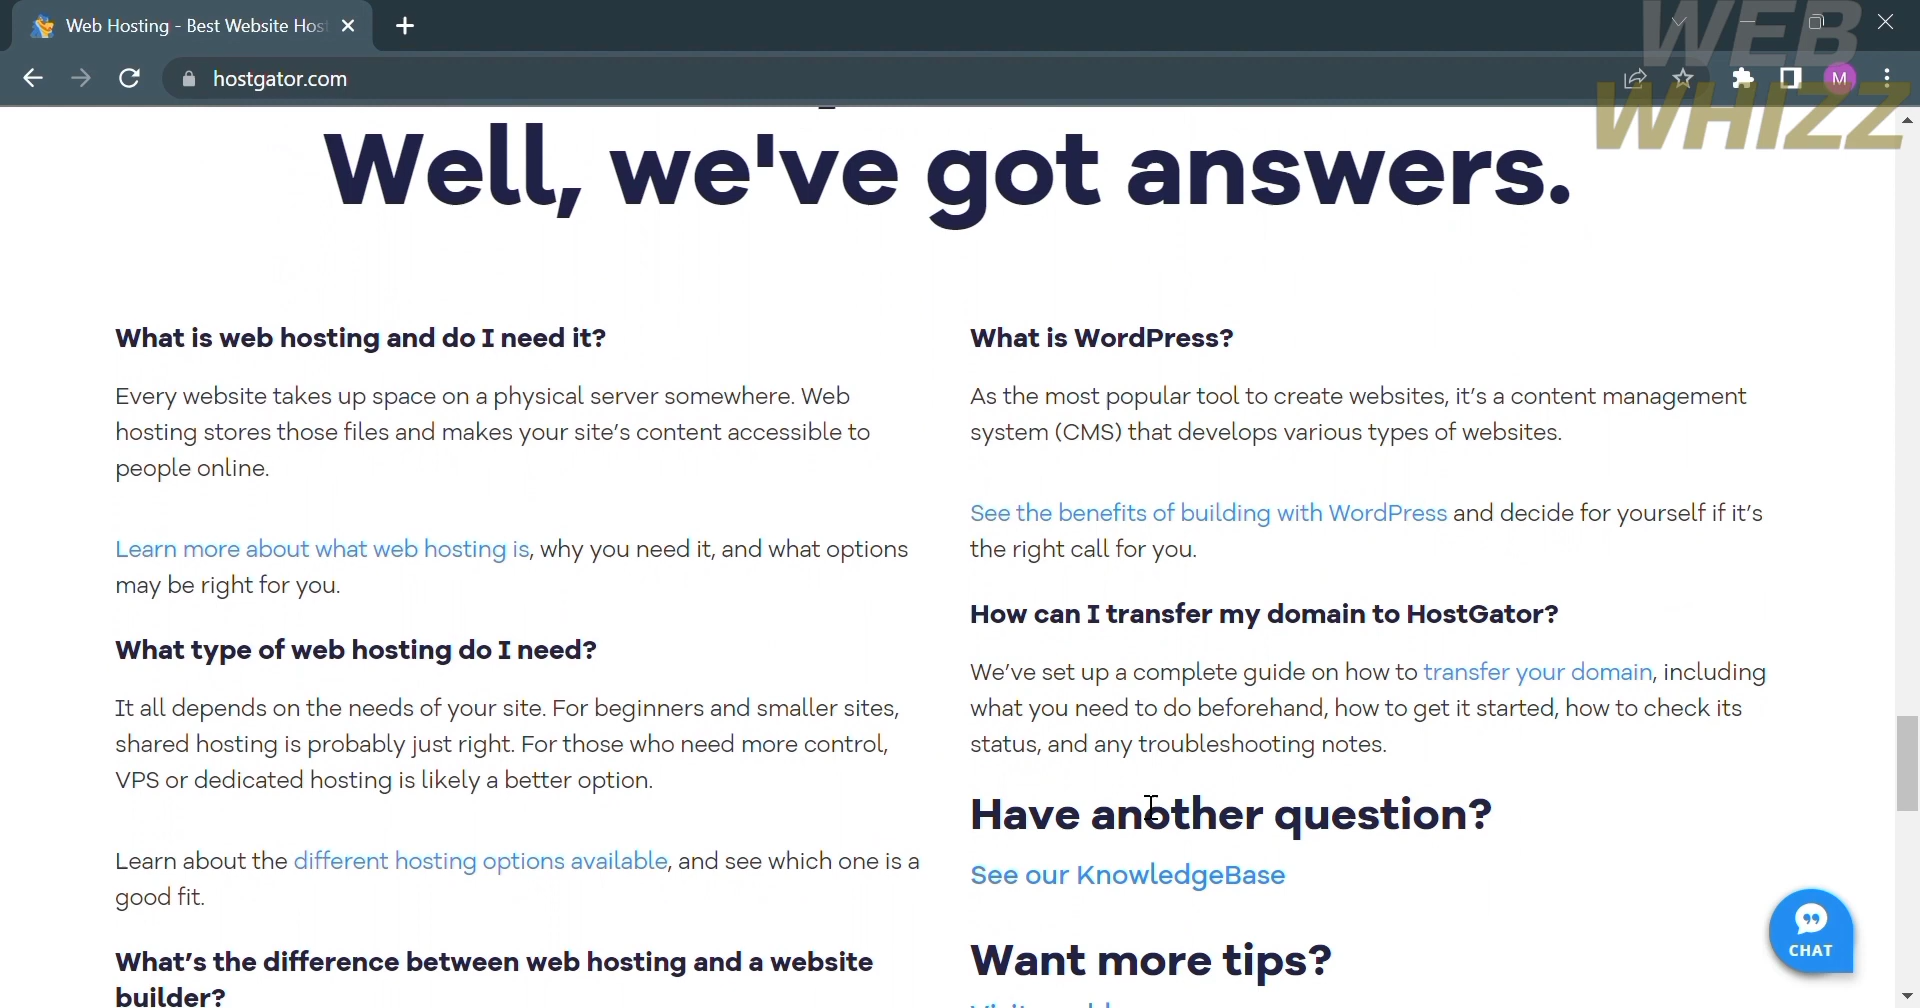 Web Hosting - Best Website Hos
hostgator.com
M
WEB
WHIZZ
Well, we've got answers.
What is web hosting and do I need it?
Every website takes up space on a physical server somewhere. Web
hosting stores those files and makes your site's content accessible to
people online.
Learn more about what web hosting is, why you need it, and what options
may be right for you.
What type of web hosting do I need?
It all depends on the needs of your site. For beginners and smaller sites,
shared hosting is probably just right. For those who need more control,
VPS or dedicated hosting is likely a better option.
Learn about the different hosting options available, and see which one is a
good fit.
What's the difference between web hosting and a website
builder?
What is WordPress?
As the most popular tool to create websites, it's a content management
system (CMS) that develops various types of websites.
See the benefits of building with WordPress and decide for yourself if it's
the right call for you.
How can I transfer my domain to HostGator?
We've set up a complete guide on how to transfer your domain, including
what you need to do beforehand, how to get it started, how to check its
status, and any troubleshooting notes.
Have another question?
See our KnowledgeBase
Want more tips?
CHAT